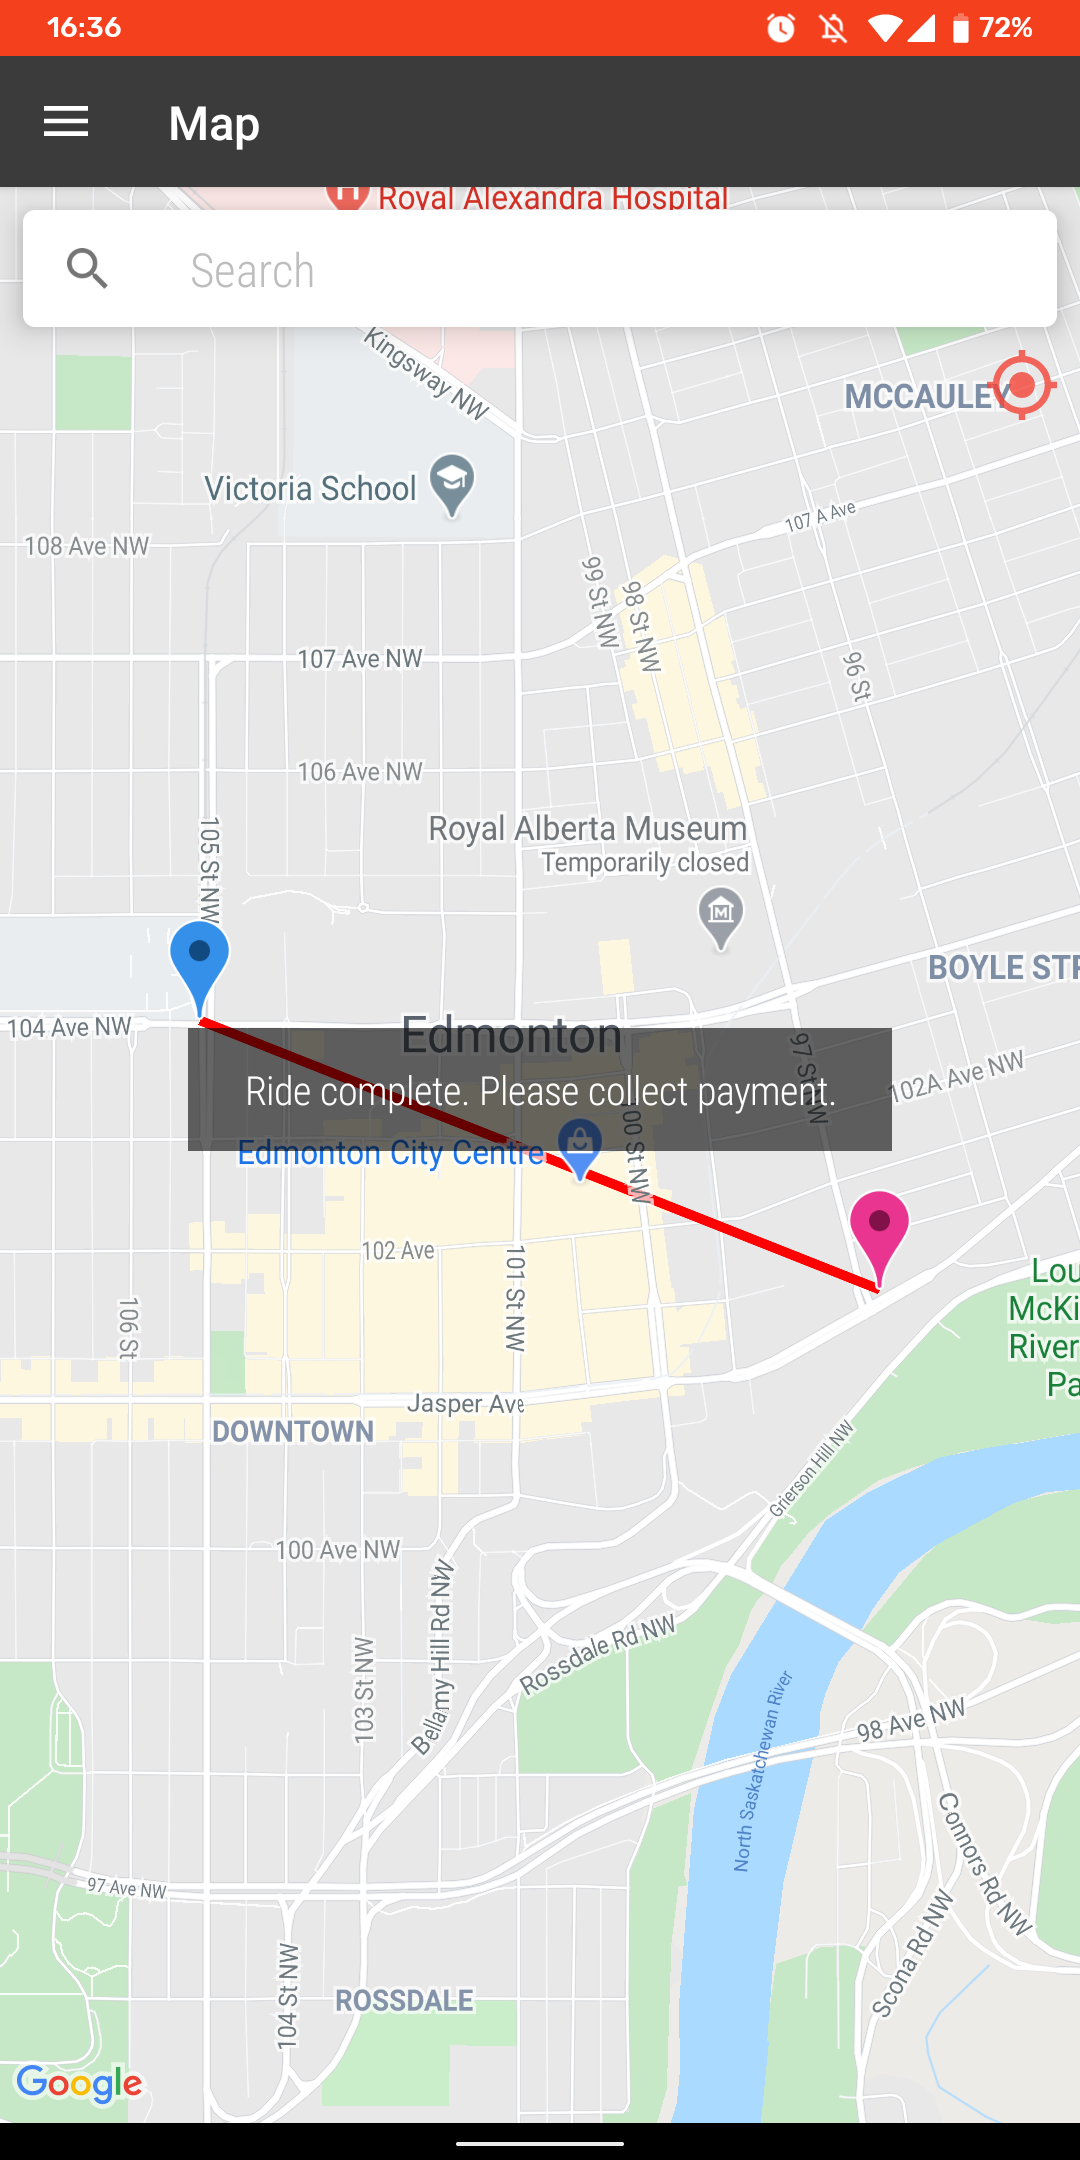 16:36
72%
Map
Royal Alexandra Hospital
Search
Kingsway NW
MCCAULEY
Victoria School
107 A Ave
108 Ave NW
99 St NW
98 St NW
107 Ave NW
96 St
106 Ave NW
Royal Alberta Museum
Temporarily closed
105 St NW
M
BOYLE STR
104 Ave NW
Edmonton
97 St NW
102A Ave NW
Ride complete. Please collect payment.
100 St NW
Edmonton City Centre
102 Ave
101 St NW
106 St
Lou
McKi
River
Pa
Jasper Ave
DOWNTOWN
Grierson Hill NW
100 Ave NW
Bellamy Hill Rd NW
Rossdale Rd NW
103 St NW
North Saskatchewan River
98 Ave NW
Connors Rd NW
97 Ave NW
Scona Rd NW
104 St NW
ROSSDALE
Google